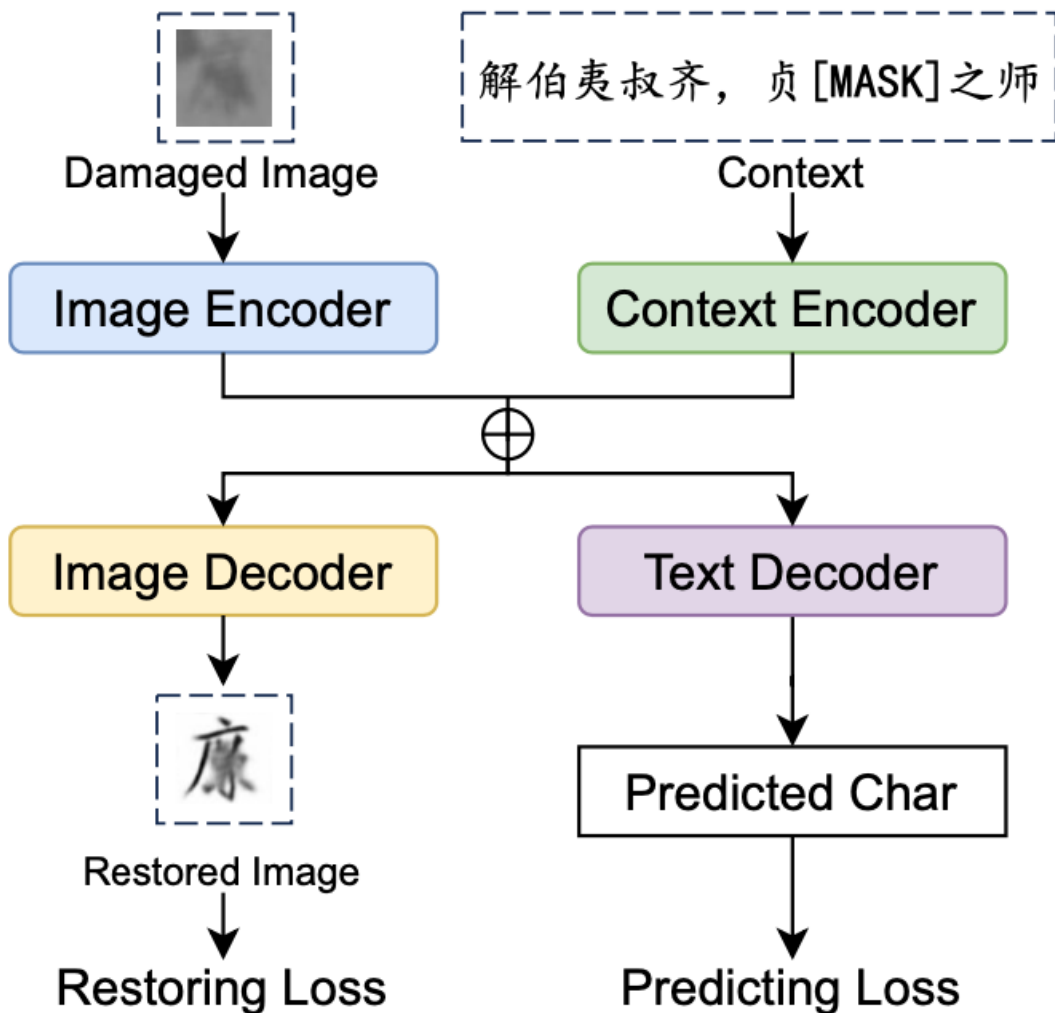 解伯夷叔齐，贞[MASK]之师
Damaged Image
Context
Image Encoder
Context Encoder
Image Decoder
Text Decoder
Predicted Char
Restored Image
Restoring Loss
Predicting Loss